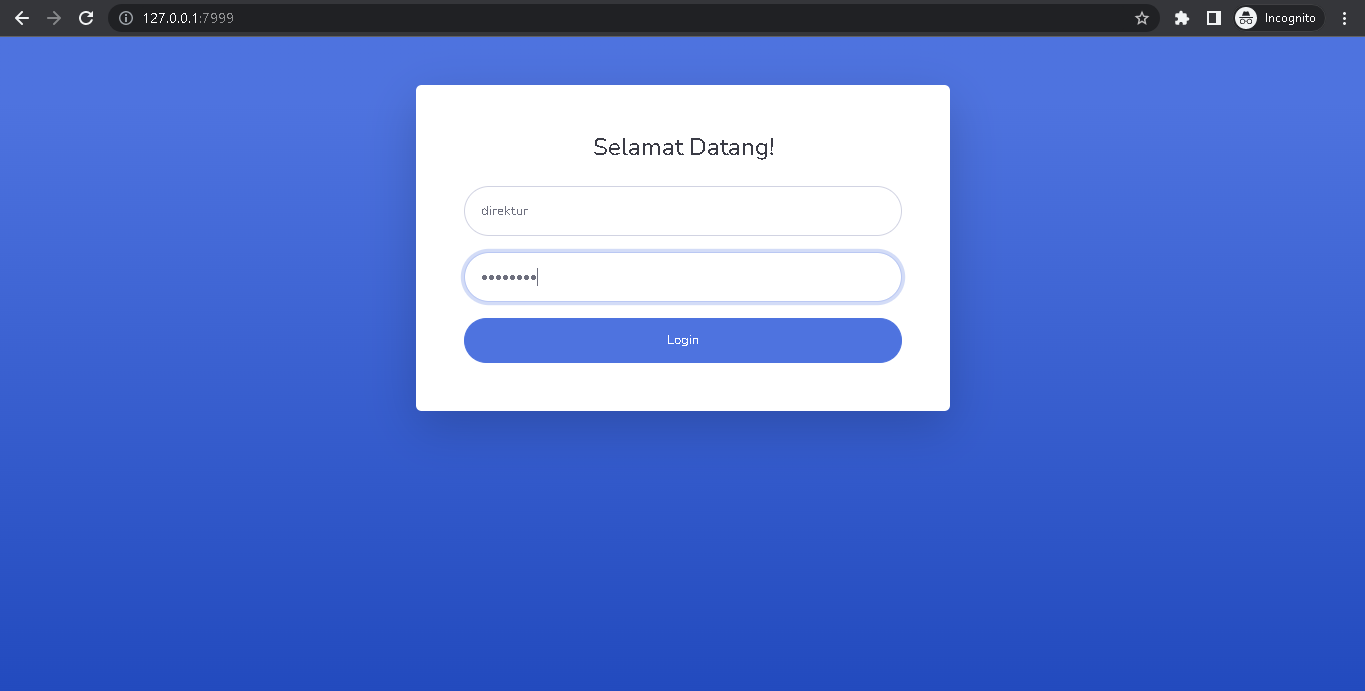 127.0.0.1:7999
Incognito
Selamat Datang!
direktur
••••••••
Login